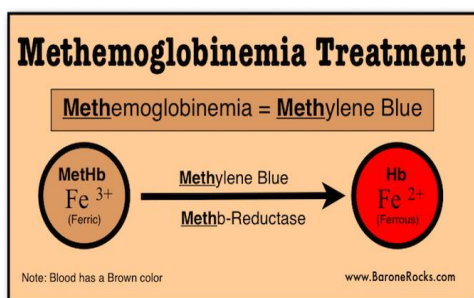 Methemoglobinemia Treatment
Methemoglobinemia = Methylene Blue
MetHb
Fe 3+
(Ferric)
Methylene Blue
Methb-Reductase
Hb
Fe 2+
(Ferrous)
Note: Blood has a Brown color
www.BaroneRocks.com